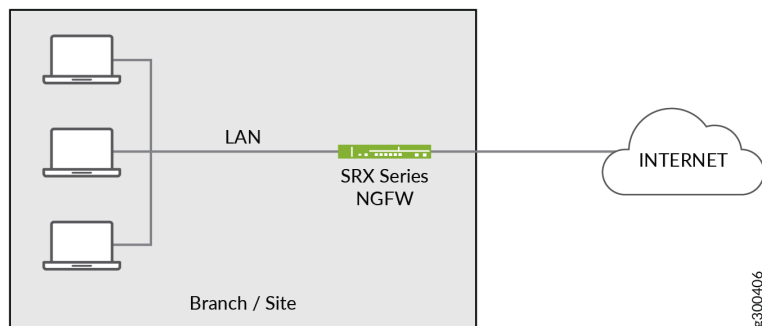 LAN
SRX Series
NGFW
INTERNET
Branch / Site
g300406